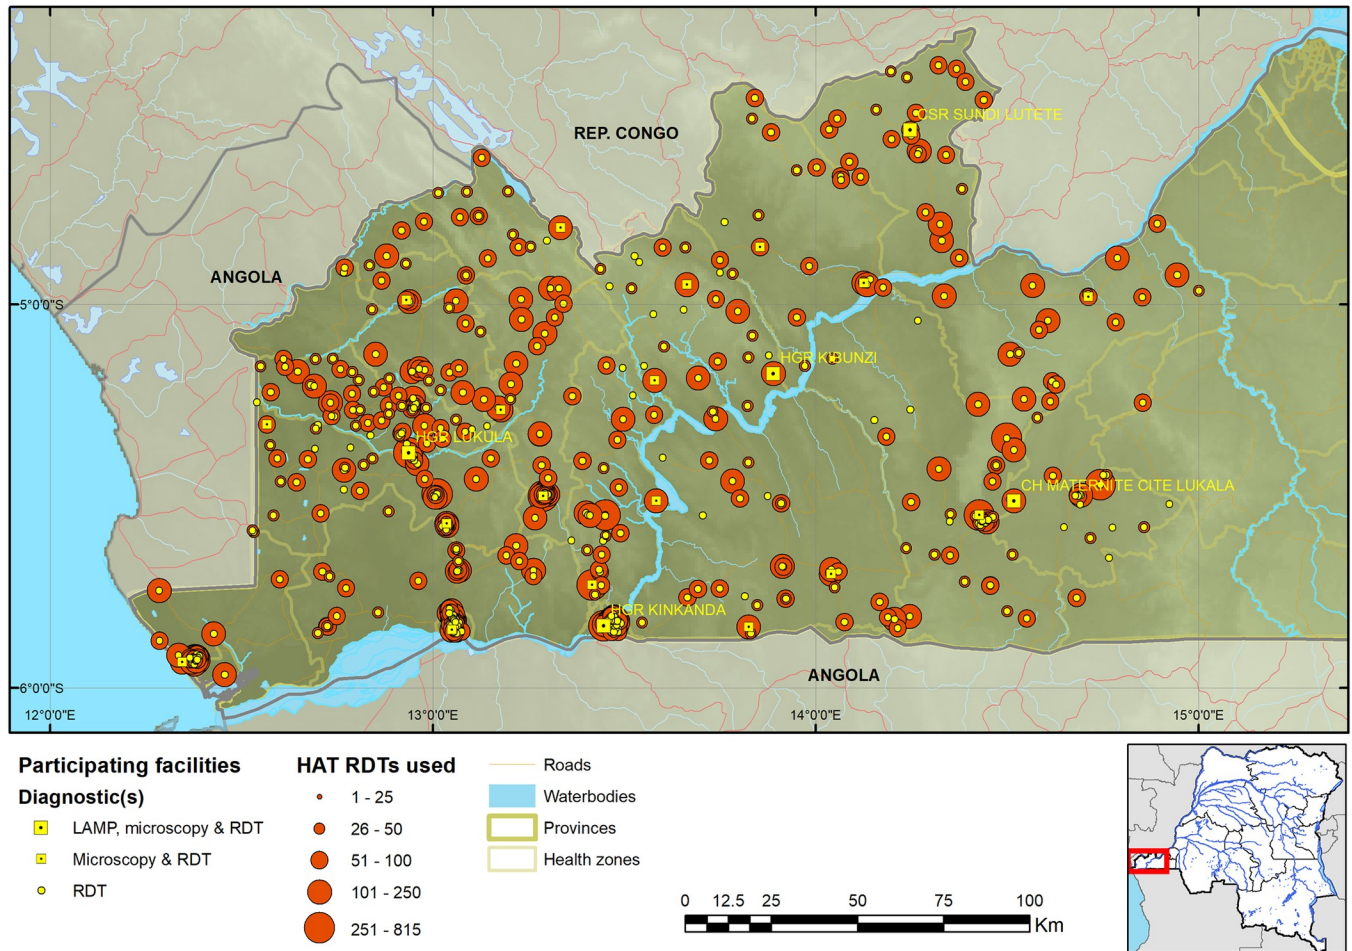 CSR SUNDI LUTETE
REP. CONGO
ANGOLA
5°0'0"S
HGR KIBUNZI
HGR LUKULA
CH MATERNITE CITE LUKALA
HGR KINKANDA
ANGOLA
6°0'0"S
12°0'0"E
13°0'0"E
14°0'0"E
15°0'0"E
Participating facilities
Diagnostic(s)
LAMP, microscopy & RDT
Microscopy & RDT
RDT
HAT RDTs used
1 - 25
26 - 50
51 - 100
101 - 250
251 - 815
Roads
Waterbodies
Provinces
Health zones
0 12.5 25 50 75 100
Km